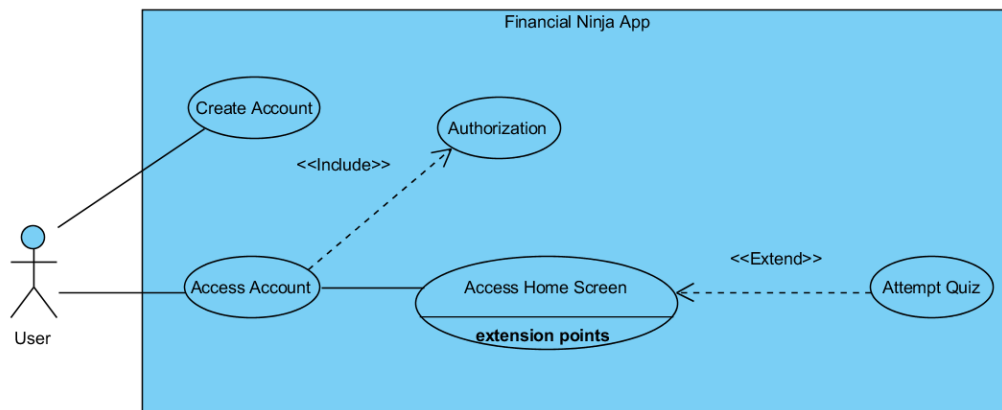 Financial Ninja App
Create Account
Authorization
<<Include>>
<<Extend>>
Access Account
Access Home Screen
Attempt Quiz
extension points
User